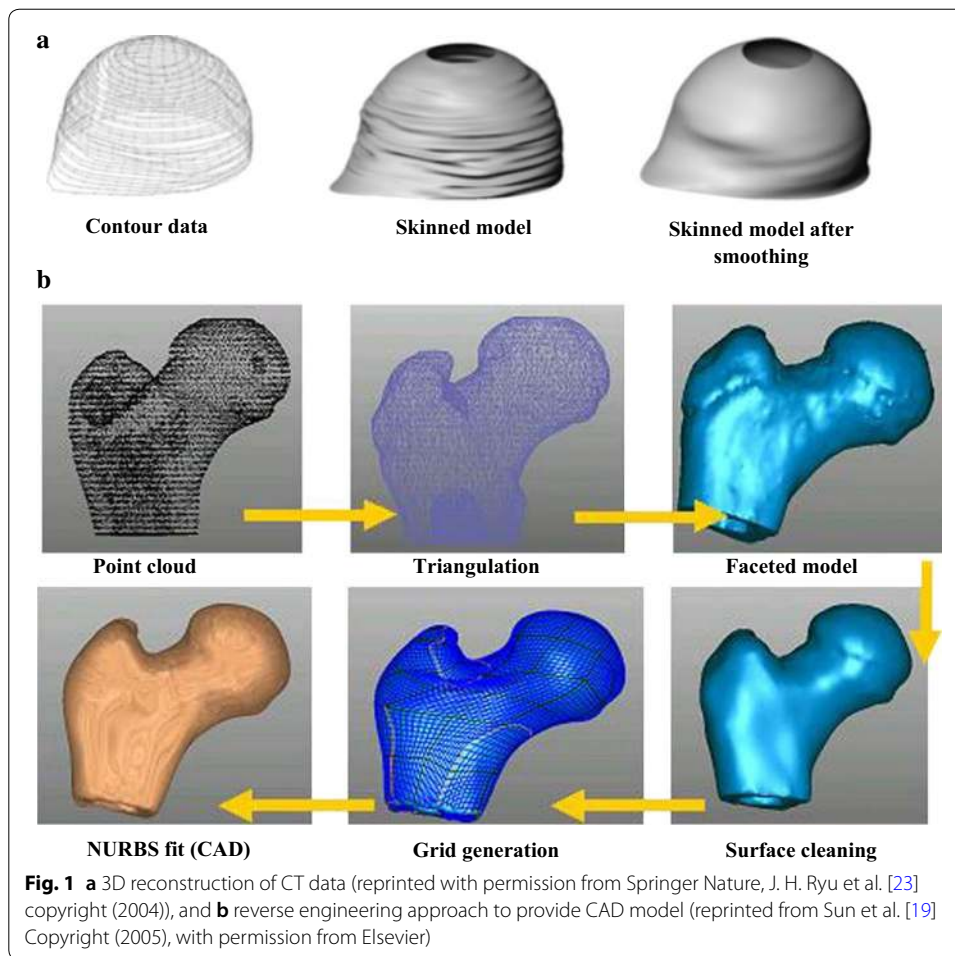 a
Contour data
Skinned model
Skinned model after
smoothing
b
Point cloud
Triangulation
Faceted model
NURBS fit (CAD)
Grid generation
Surface cleaning
Fig. 1 a 3D reconstruction of CT data (reprinted with permission from Springer Nature, J. H. Ryu et al. [23]
copyright (2004)), and b reverse engineering approach to provide CAD model (reprinted from Sun et al. [19]
Copyright (2005), with permission from Elsevier)